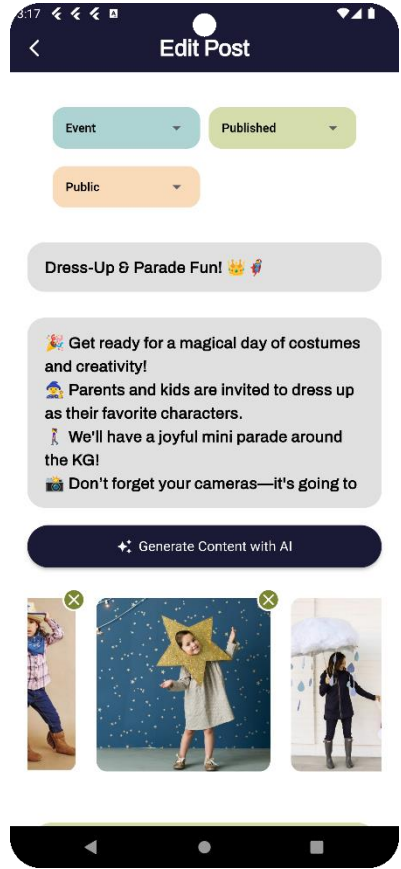 3:17
Edit Post
Event
Published
Public
Dress-Up & Parade Fun! 👑 🦸
🎉 Get ready for a magical day of costumes
and creativity!
🧙 Parents and kids are invited to dress up
as their favorite characters.
🚶 We'll have a joyful mini parade around
the KG!
📸 Don't forget your cameras—it's going to
Generate Content with AI